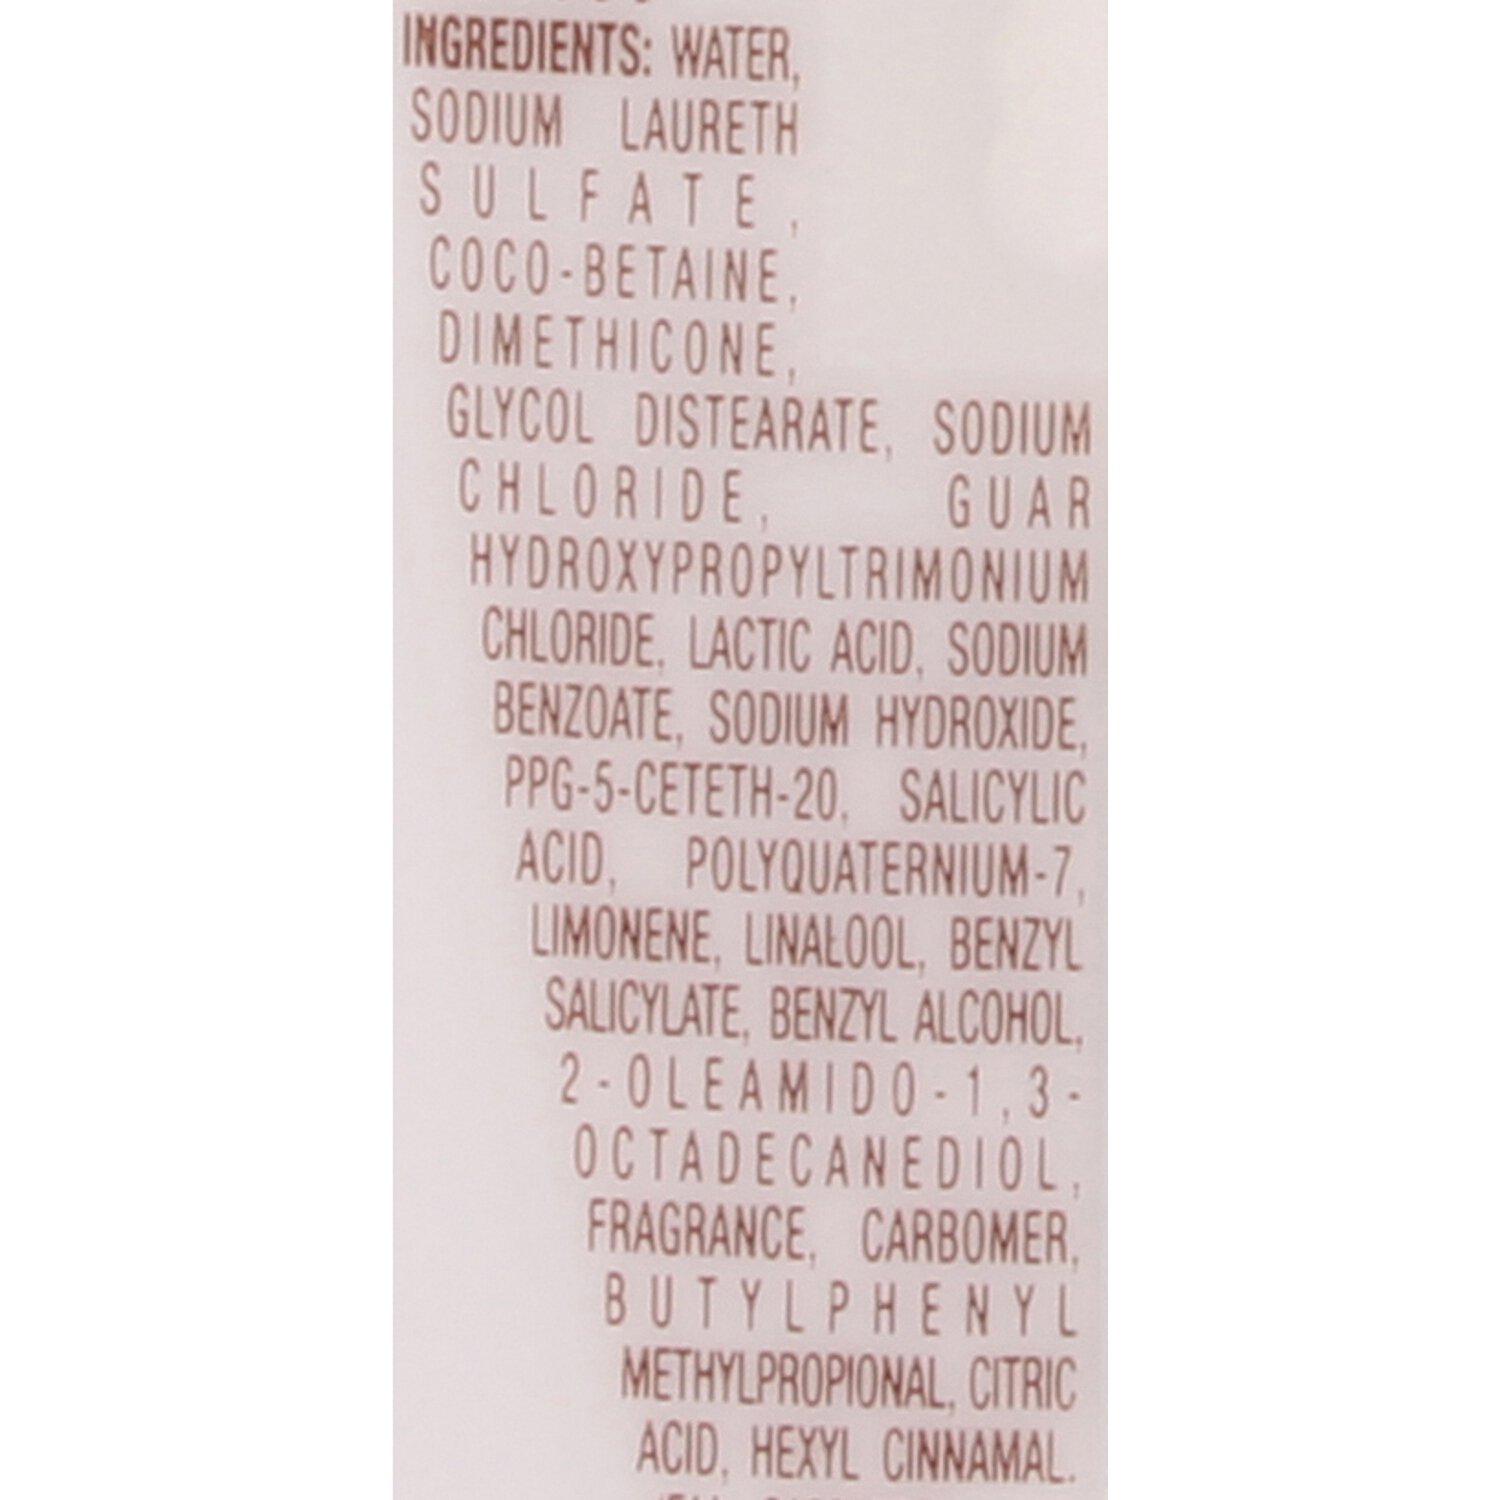 INGREDIENTS: WATER,
SODIUM LAURETH
SULFATE,
COCO-BETAINE,
DIMETHICONE,
GLYCOL DISTEARATE, SODIUM
CHLORIDE, GUAR
HYDROXYPROPYLTRIMONIUM
CHLORIDE, LACTIC ACID, SODIUM
BENZOATE, SODIUM HYDROXIDE,
PPG-5-CETETH-20, SALICYLIC
ACID, POLYQUATERNIUM-7,
LIMONENE, LINALOOL, BENZYL
SALICYLATE, BENZYL ALCOHOL,
2-OLEAMIDO-1,3-
OCTADECANEDIOL,
FRAGRANCE, CARBOMER,
BUTYLPHENYL
METHYLPROPIONAL, CITRIC
ACID, HEXYL CINNAMAL.